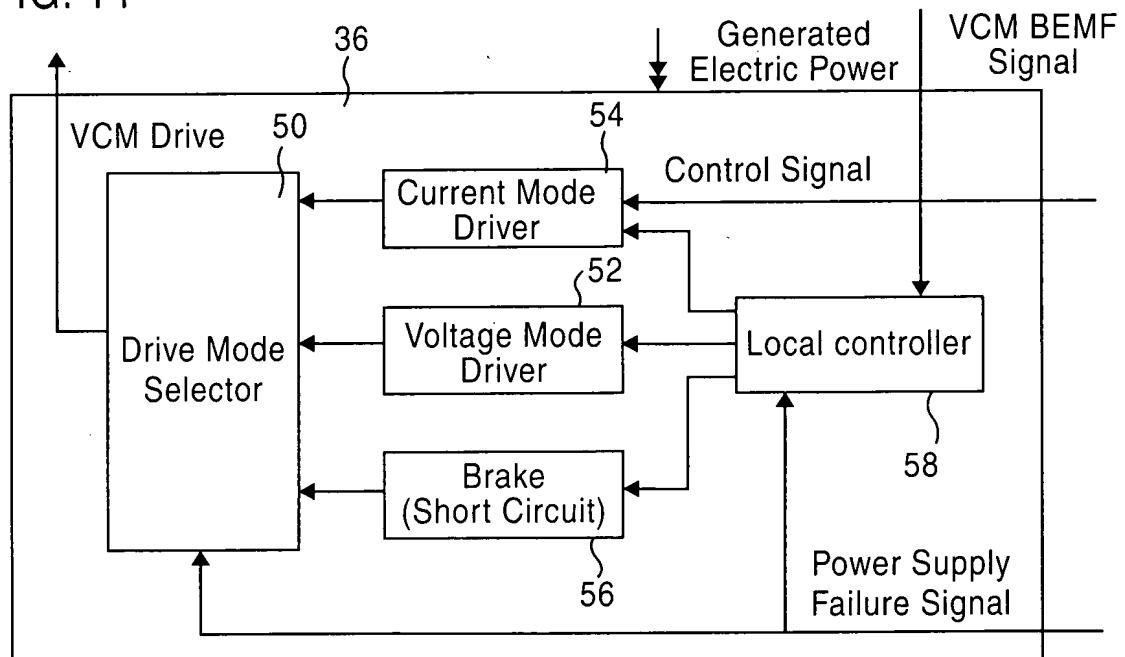 36
Generated
Electric Power
VCM BEMF
Signal
VCM Drive
50
54
Control Signal
Current Mode
Driver
52
Voltage Mode
Driver
Drive Mode
Selector
Local controller
58
Brake
(Short Circuit)
56
Power Supply
Failure Signal